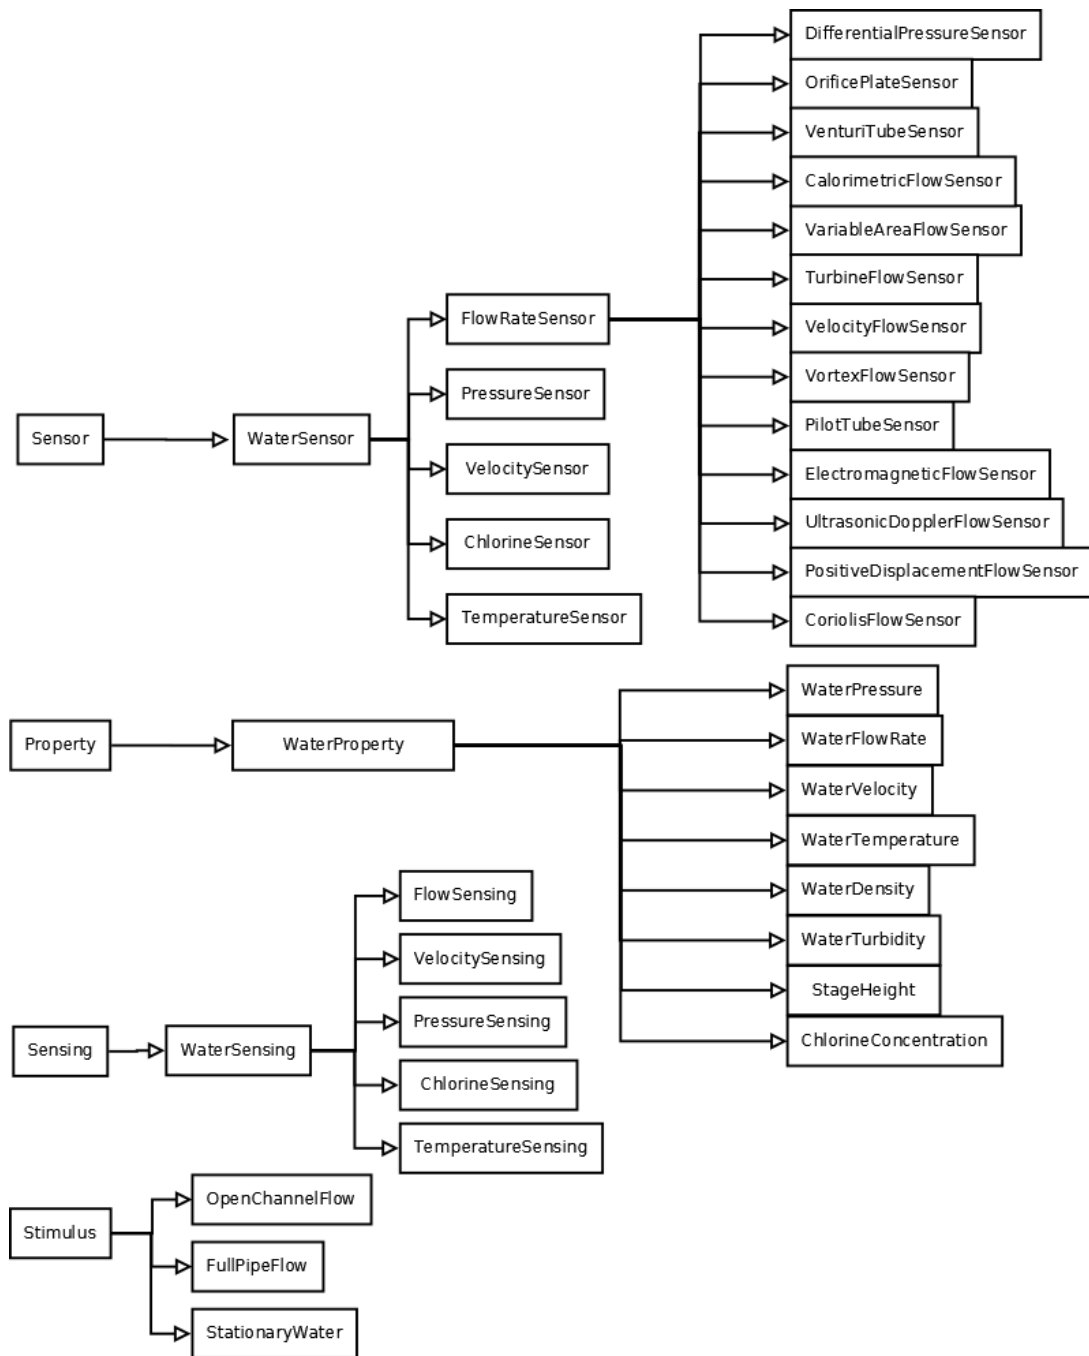 Sensor
WaterSensor
FlowRateSensor
PressureSensor
VelocitySensor
ChlorineSensor
TemperatureSensor
DifferentialPressureSensor
OrificePlateSensor
VenturiTubeSensor
CalorimetricFlowSensor
VariableAreaFlowSensor
TurbineFlowSensor
VelocityFlowSensor
VortexFlowSensor
PilotTubeSensor
ElectromagneticFlowSensor
UltrasonicDopplerFlowSensor
PositiveDisplacementFlowSensor
CoriolisFlowSensor
Property
WaterProperty
WaterPressure
WaterFlowRate
WaterVelocity
WaterTemperature
WaterDensity
WaterTurbidity
StageHeight
ChlorineConcentration
Sensing
WaterSensing
FlowSensing
VelocitySensing
PressureSensing
ChlorineSensing
TemperatureSensing
Stimulus
OpenChannelFlow
FullPipeFlow
StationaryWater